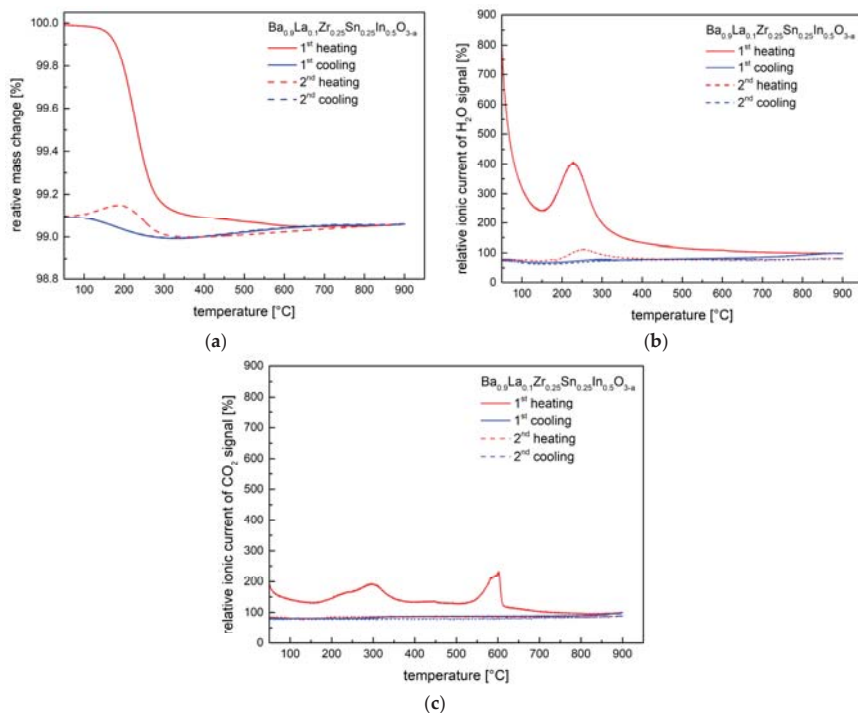 Ba0.9La0.1Zr0.25Sn0.25In0.5O3-a
1st heating
1st cooling
2nd heating
2nd cooling
100.0
99.8
99.6
99.4
99.2
99.0
98.8
reative mass change [%]
100 200 300 400 500 600 700 800 900
temperature [°C]
(a)
Ba0.9La0.1Zr0.25Sn0.25In0.5O3-a
1st heating
1st cooling
2nd heating
2nd cooling
900
800
700
600
500
400
300
200
100
0
relative ionic current of H2O signal [%]
100 200 300 400 500 600 700 800 900
temperature [°C]
(b)
Ba0.9La0.1Zr0.25Sn0.25In0.5O3-a
1st heating
1st cooling
2nd heating
2nd cooling
900
800
700
600
500
400
300
200
100
0
relative ionic current of CO2 signal [%]
100 200 300 400 500 600 700 800 900
temperature [°C]
(c)